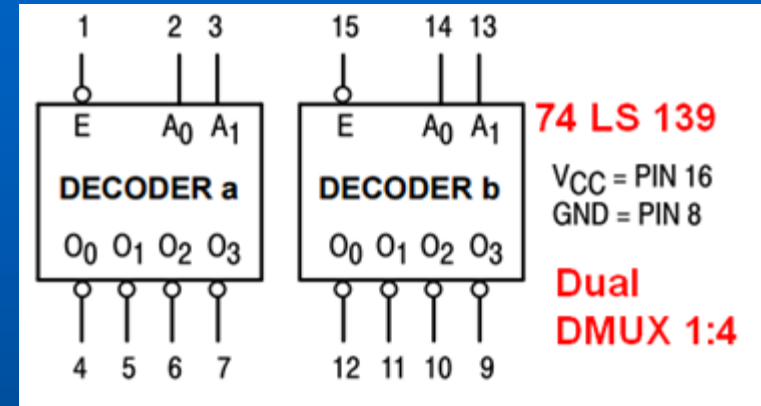 1 2 3 15 14 13
E A0 A1 E A0 A1 74 LS 139
DECODER a DECODER b VCC = PIN 16
GND = PIN 8
O0 O1 O2 O3 O0 O1 O2 O3
Dual
DMUX 1:4
4 5 6 7 12 11 10 9